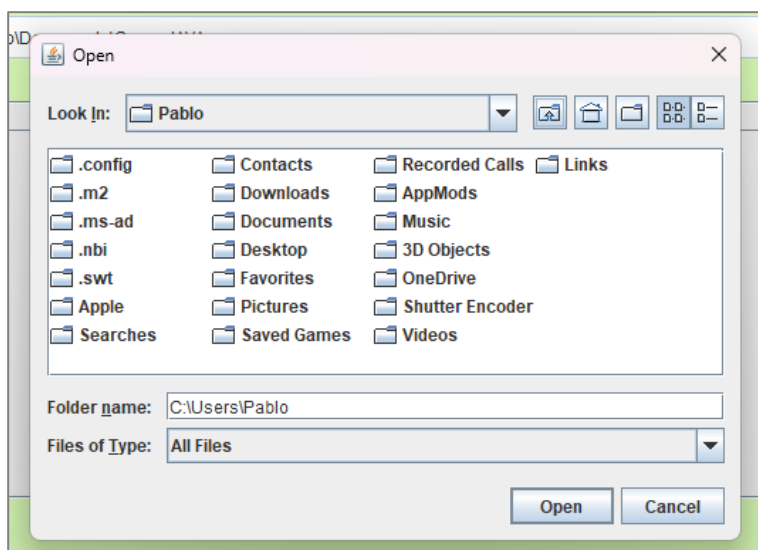 Open
Look In: Pablo
.config Contacts Recorded Calls Links
.m2 Downloads AppMods
.ms-ad Documents Music
.nbi Desktop 3D Objects
.swt Favorites OneDrive
Apple Pictures Shutter Encoder
Searches Saved Games Videos
Folder name: C:\Users\Pablo
Files of Type: All Files
Open Cancel